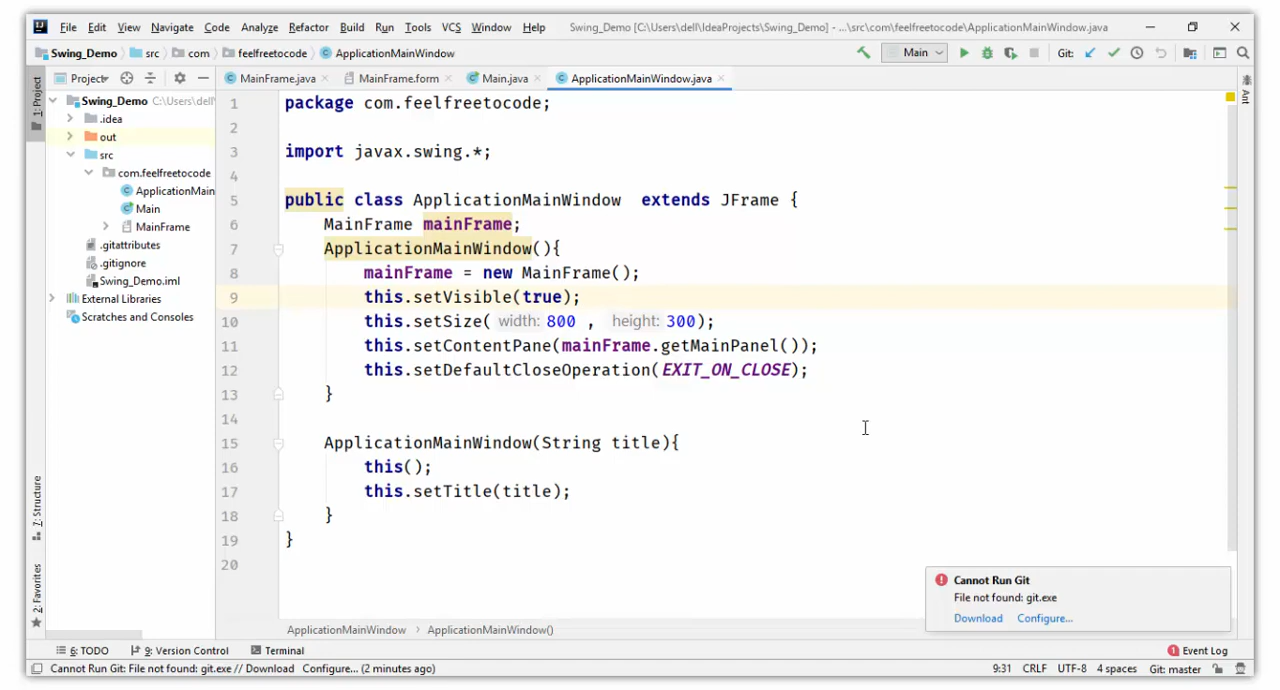 File Edit View Navigate Code Analyze Refactor Build Run Tools VCS Window Help Swing_Demo [C:\Users\dell\IdeaProjects\Swing_Demo] - ...\src\com\feelfreetocode\ApplicationMainWindow.java
Swing_Demo src com feelfreetocode ApplicationMainWindow Main Git:
Project MainFrame.java MainFrame.form Main.java ApplicationMainWindow.java
1: Project
Ant
Swing_Demo C:\Users\dell\
.idea
out
src
com.feelfreetocode
ApplicationMain
Main
MainFrame
.gitattributes
.gitignore
Swing_Demo.iml
External Libraries
Scratches and Consoles
7: Structure
2: Favorites
1 package com.feelfreetocode;
2
3 import javax.swing.*;
4
5 public class ApplicationMainWindow extends JFrame {
6 MainFrame mainFrame;
7 ApplicationMainWindow(){
8 mainFrame = new MainFrame();
9 this.setVisible(true);
10 this.setSize( width: 800 , height: 300);
11 this.setContentPane(mainFrame.getMainPanel());
12 this.setDefaultCloseOperation(EXIT_ON_CLOSE);
13 }
14
15 ApplicationMainWindow(String title){
16 this();
17 this.setTitle(title);
18 }
19 }
20
Cannot Run Git
File not found: git.exe
Download Configure...
ApplicationMainWindow > ApplicationMainWindow()
6: TODO 9: Version Control Terminal 1 Event Log
Cannot Run Git: File not found: git.exe // Download Configure... (2 minutes ago) 9:31 CRLF UTF-8 4 spaces Git: master